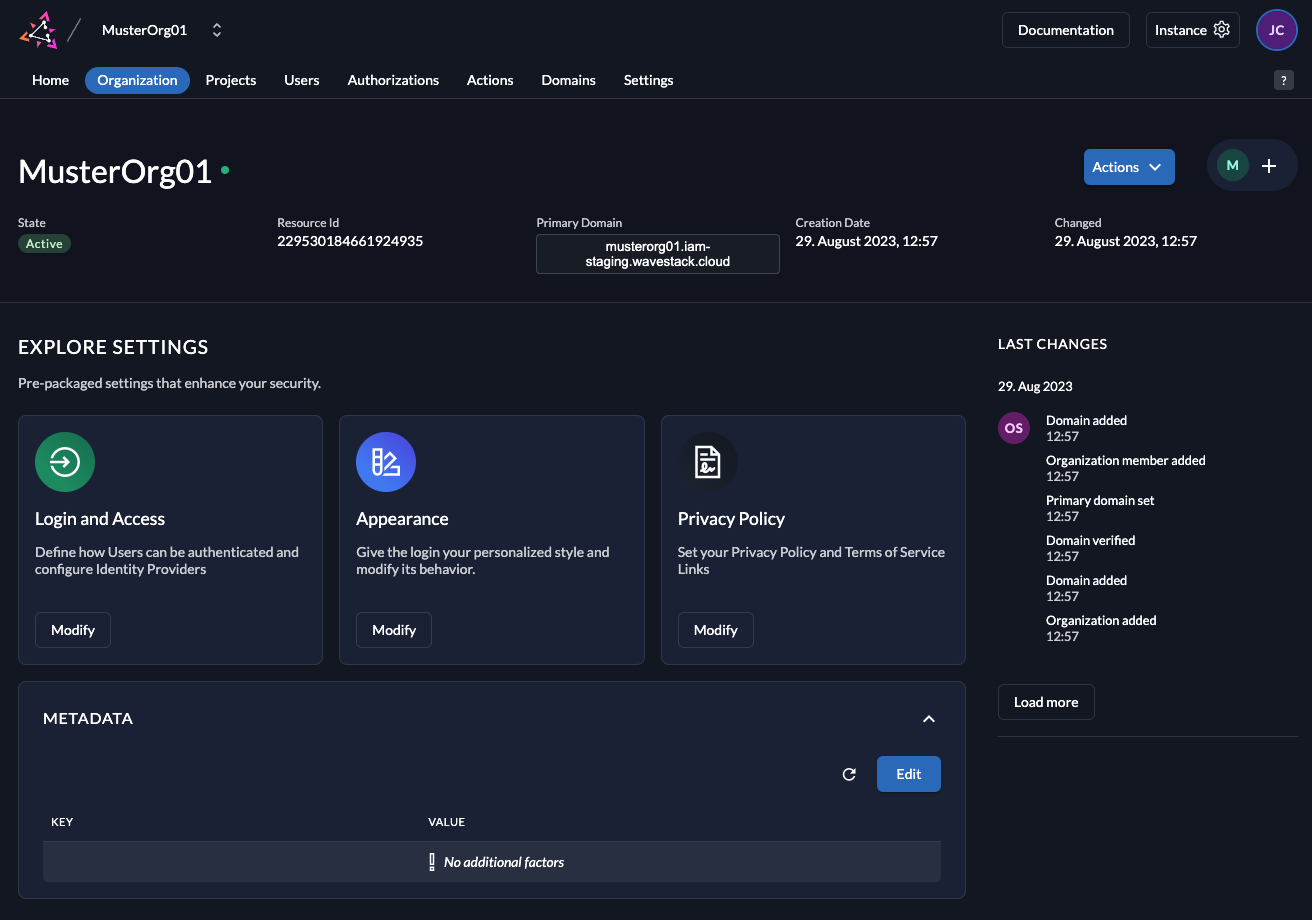 MusterOrg01
Documentation
Instance
JC
Home
Organization
Projects
Users
Authorizations
Actions
Domains
Settings
?
MusterOrg01
Actions
M
State
Active
Resource Id
229530184661924935
Primary Domain
musterorg01.iam-
staging.wavestack.cloud
Creation Date
29. August 2023, 12:57
Changed
29. August 2023, 12:57
EXPLORE SETTINGS
Pre-packaged settings that enhance your security.
Login and Access
Define how Users can be authenticated and
configure Identity Providers
Modify
Appearance
Give the login your personalized style and
modify its behavior.
Modify
Privacy Policy
Set your Privacy Policy and Terms of Service
Links
Modify
METADATA
Edit
KEY
VALUE
No additional factors
LAST CHANGES
29. Aug 2023
OS
Domain added
12:57
Organization member added
12:57
Primary domain set
12:57
Domain verified
12:57
Domain added
12:57
Organization added
12:57
Load more